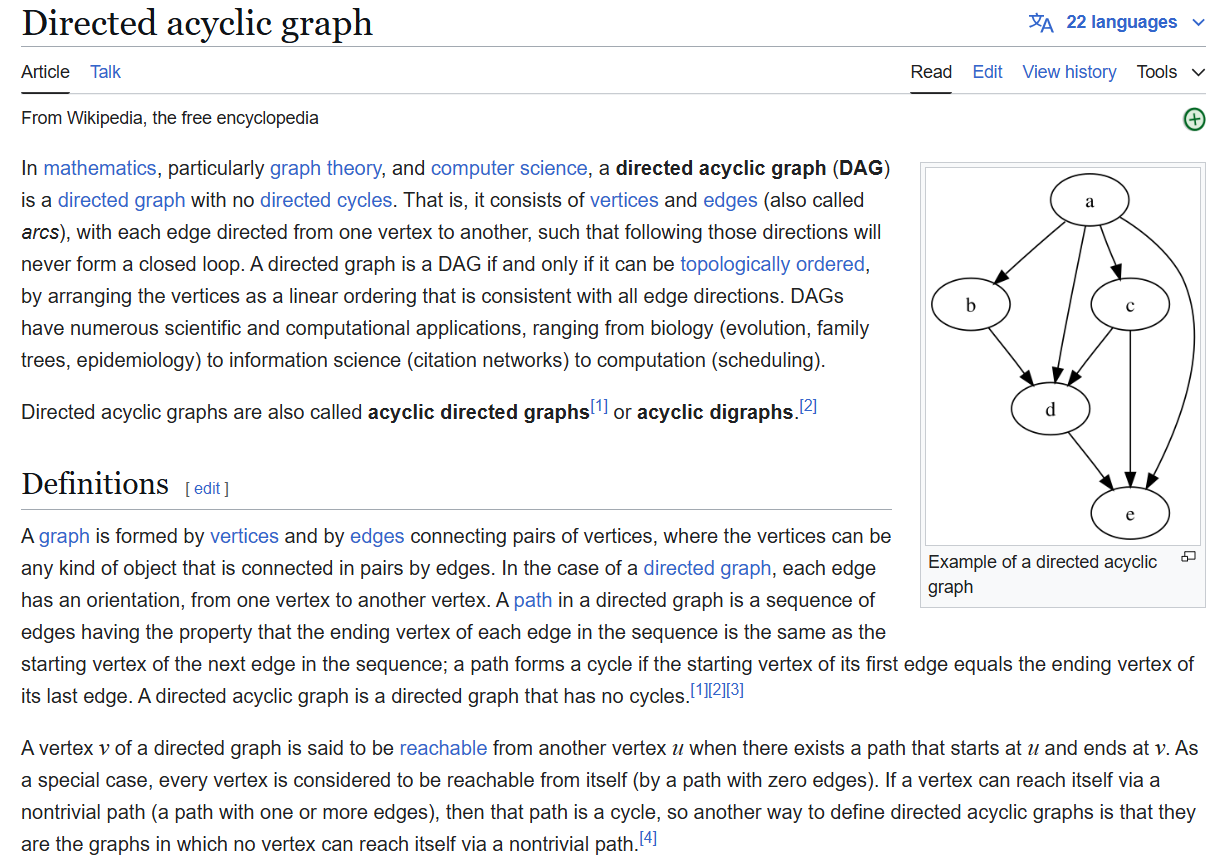 Directed acyclic graph
22 languages
Article Talk
Read Edit View history Tools
From Wikipedia, the free encyclopedia
In mathematics, particularly graph theory, and computer science, a directed acyclic graph (DAG)
is a directed graph with no directed cycles. That is, it consists of vertices and edges (also called
arcs), with each edge directed from one vertex to another, such that following those directions will
never form a closed loop. A directed graph is a DAG if and only if it can be topologically ordered,
by arranging the vertices as a linear ordering that is consistent with all edge directions. DAGs
have numerous scientific and computational applications, ranging from biology (evolution, family
trees, epidemiology) to information science (citation networks) to computation (scheduling).
Directed acyclic graphs are also called acyclic directed graphs[1] or acyclic digraphs.[2]
a
b
c
d
e
Example of a directed acyclic
graph
Definitions [ edit ]
A graph is formed by vertices and by edges connecting pairs of vertices, where the vertices can be
any kind of object that is connected in pairs by edges. In the case of a directed graph, each edge
has an orientation, from one vertex to another vertex. A path in a directed graph is a sequence of
edges having the property that the ending vertex of each edge in the sequence is the same as the
starting vertex of the next edge in the sequence; a path forms a cycle if the starting vertex of its first edge equals the ending vertex of
its last edge. A directed acyclic graph is a directed graph that has no cycles.[1][2][3]
A vertex v of a directed graph is said to be reachable from another vertex u when there exists a path that starts at u and ends at v. As
a special case, every vertex is considered to be reachable from itself (by a path with zero edges). If a vertex can reach itself via a
nontrivial path (a path with one or more edges), then that path is a cycle, so another way to define directed acyclic graphs is that they
are the graphs in which no vertex can reach itself via a nontrivial path.[4]